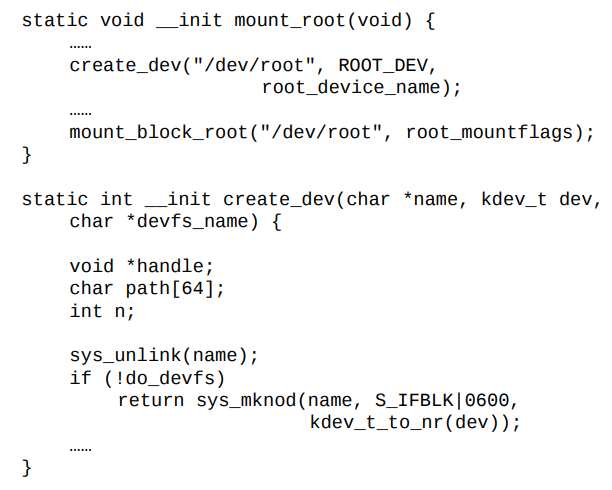 static void __init mount_root(void) {
……
create_dev("/dev/root", ROOT_DEV,
root_device_name);
……
mount_block_root("/dev/root", root_mountflags);
}
static int __init create_dev(char *name, kdev_t dev,
char *devfs_name) {
void *handle;
char path[64];
int n;
sys_unlink(name);
if (!do_devfs)
return sys_mknod(name, S_IFBLK|0600,
kdev_t_to_nr(dev));
……
}